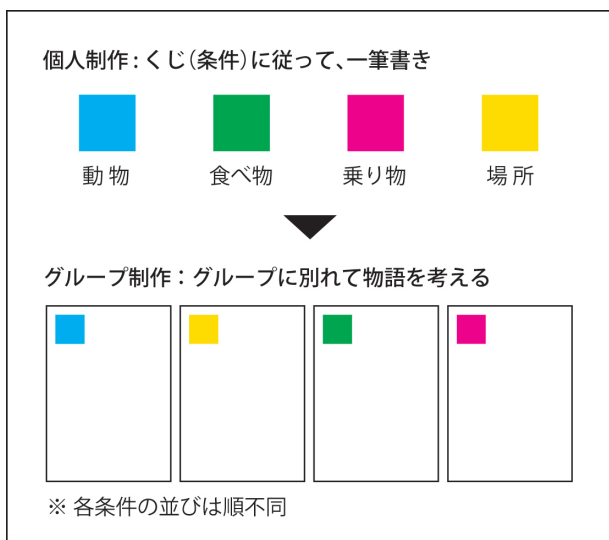 個人制作：くじ（条件）に従って、一筆書き
動物 食べ物 乗り物 場所
グループ制作：グループに別れて物語を考える
※ 各条件の並びは順不同